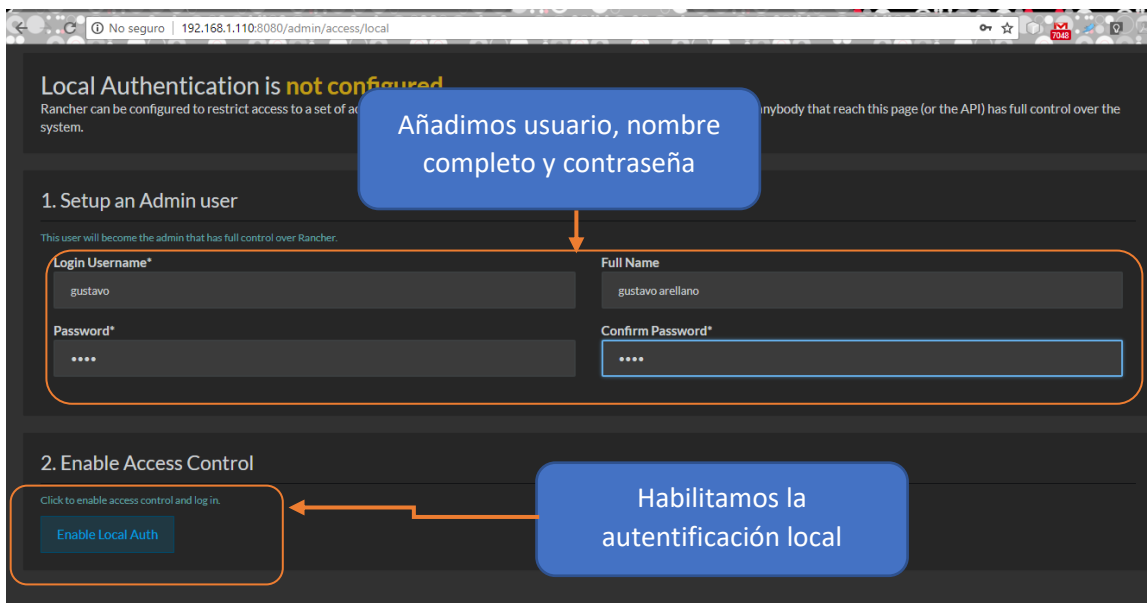 No seguro | 192.168.1.110:8080/admin/access/local
7048
Local Authentication is not configured
Rancher can be configured to restrict access to a set of ac
nybody that reach this page (or the API) has full control over the
system.
Añadimos usuario, nombre
completo y contraseña
1. Setup an Admin user
This user will become the admin that has full control over Rancher.
Login Username*
Full Name
gustavo
gustavo arellano
Password*
Confirm Password*
••••
••••
2. Enable Access Control
Click to enable access control and log in.
Enable Local Auth
Habilitamos la
autentificación local